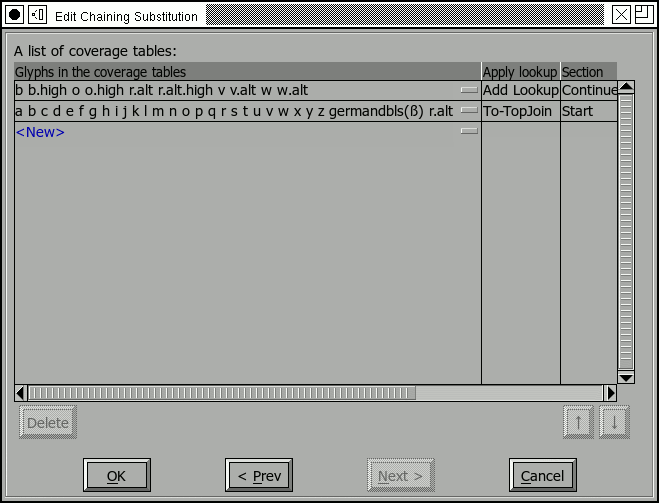 Edit Chaining Substitution
A list of coverage tables:
Glyphs in the coverage tables Apply lookup Section
b b.high o o.high r.alt r.alt.high v v.alt w w.alt Add Lookup Continue
a b c d e f g h i j k l m n o p q r s t u v w x y z germandbls(ß) r.alt To-TopJoin Start
<New>
Delete ↑ ↓
OK < Prev Next > Cancel